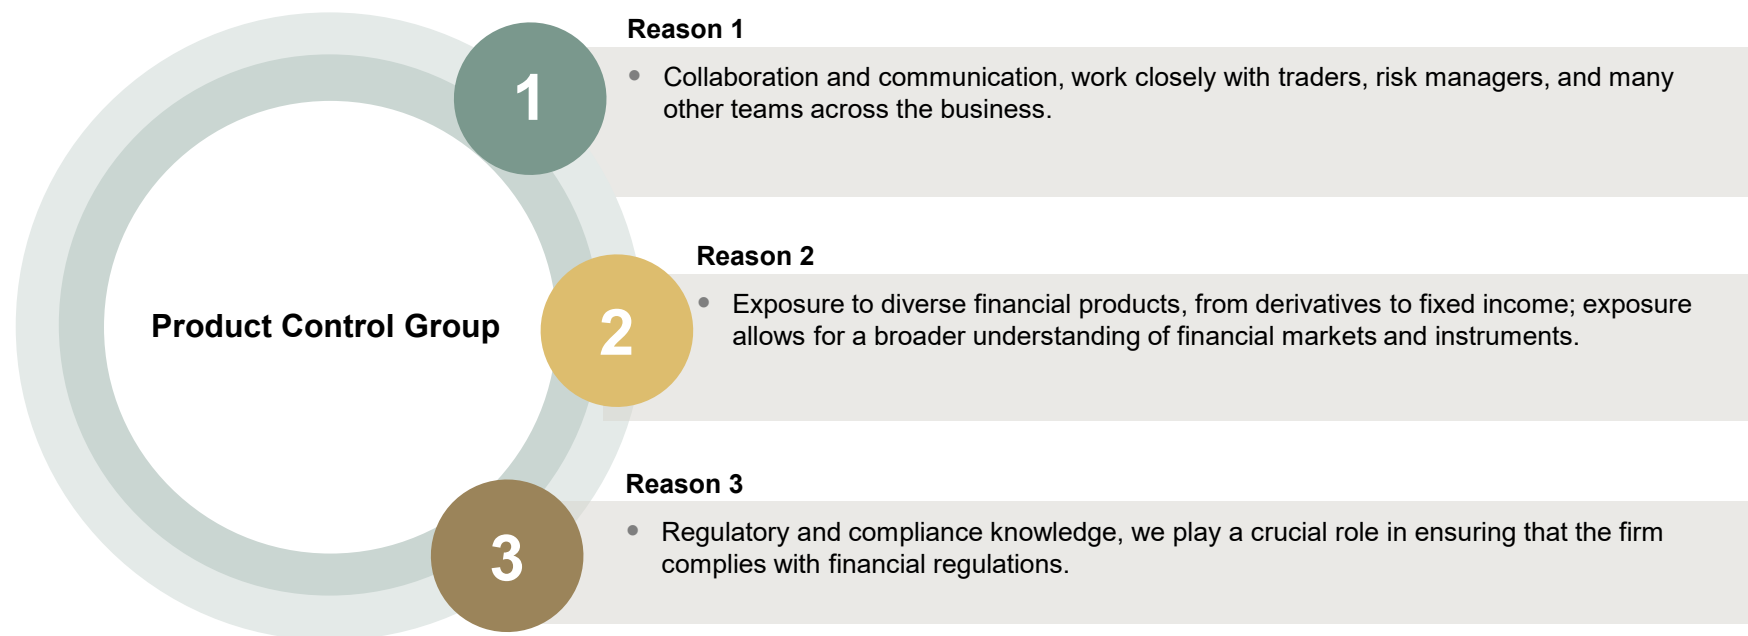 Reason 1
1
• Collaboration and communication, work closely with traders, risk managers, and many
other teams across the business.
Reason 2
Product Control Group
2
• Exposure to diverse financial products, from derivatives to fixed income; exposure
allows for a broader understanding of financial markets and instruments.
Reason 3
3
• Regulatory and compliance knowledge, we play a crucial role in ensuring that the firm
complies with financial regulations.